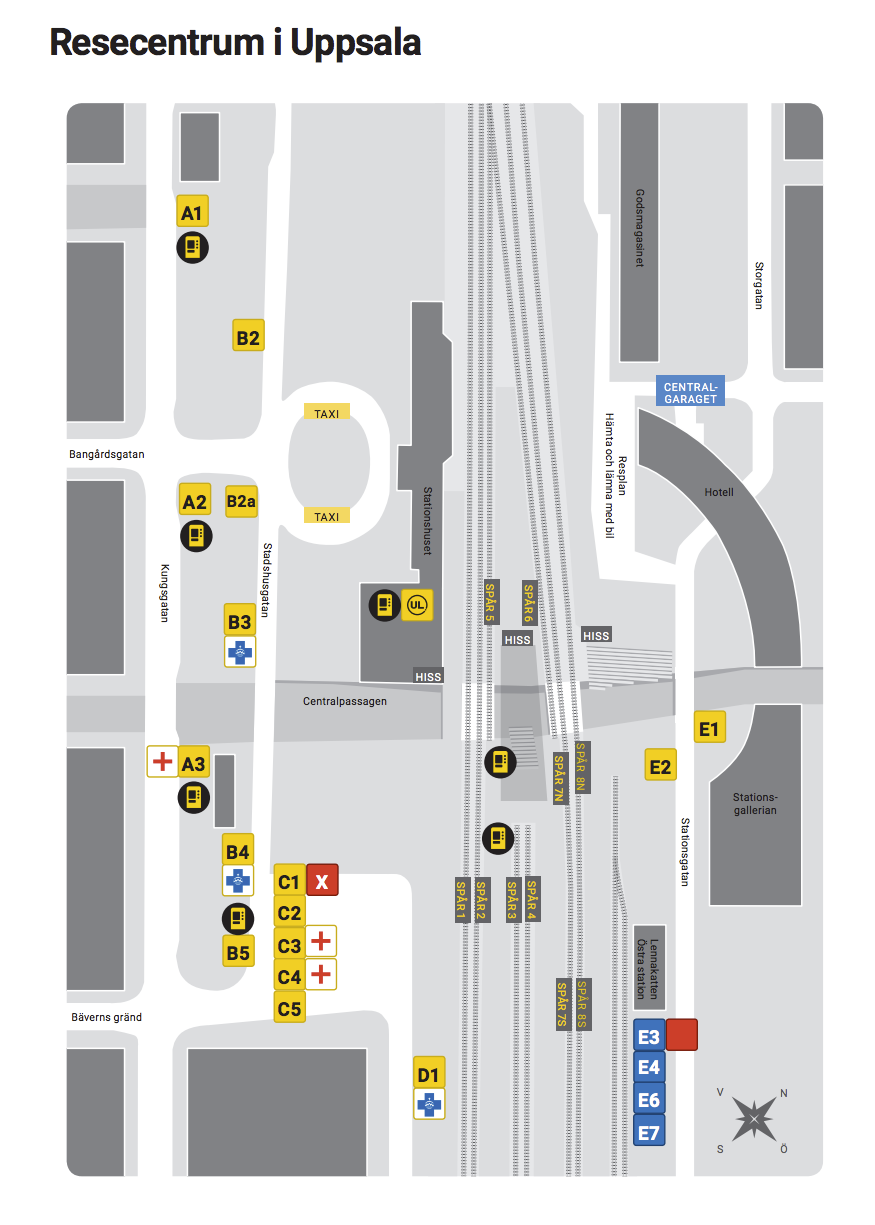 Resecentrum i Uppsala
A1
B2
Godsmagasinet
Storgatan
CENTRAL-
GARAGET
TAXI
TAXI
Bangårdsgatan
Resplan
Hämta och lämna med bil
Hotell
Stationshuset
A2
B2a
Kungsgatan
Stadshusgatan
B3
UL
SPÅR 5
SPÅR 6
HISS
HISS
HISS
Centralpassagen
E1
E2
A3
SPÅR 7N
SPÅR 8N
Stations-
gallerian
Stationsgatan
B4
B5
C1
X
C2
C3
C4
C5
SPÅR 1
SPÅR 2
SPÅR 3
SPÅR 4
Lennakatten
Östra station
SPÅR 7S
SPÅR 8S
Bäverns gränd
D1
E3
E4
E6
E7
V
N
S
Ö